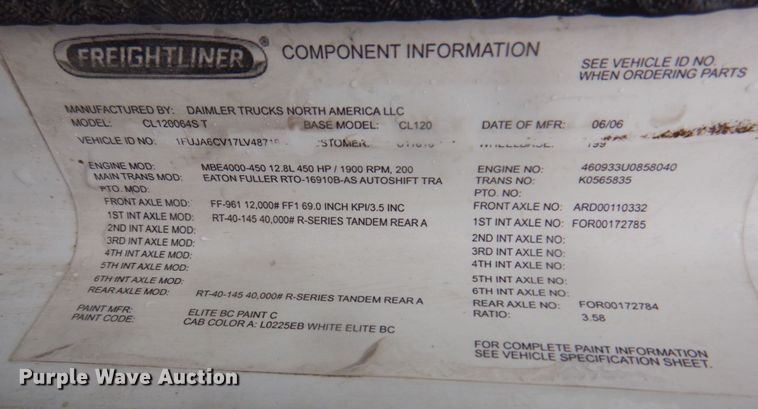 FREIGHTLINER® COMPONENT INFORMATION
SEE VEHICLE ID NO.
WHEN ORDERING PARTS
MANUFACTURED BY: DAIMLER TRUCKS NORTH AMERICA LLC
MODEL: CL120064ST BASE MODEL: CL120 DATE OF MFR: 06/06
VEHICLE ID NO: WHEELBASE: 199
ENGINE MOD: MBE4000-450 12.8L 450 HP / 1900 RPM, 200 ENGINE NO: 460933U0858040
MAIN TRANS MOD: EATON FULLER RTO-16910B-AS AUTOSHIFT TRA TRANS NO: K0565835
PTO. MOD: PTO. NO:
FRONT AXLE MOD: FF-961 12,000# FF1 69.0 INCH KPI/3.5 INC FRONT AXLE NO: ARD00110332
1ST INT AXLE MOD: RT-40-145 40,000# R-SERIES TANDEM REAR A 1ST INT AXLE NO: FOR00172785
2ND INT AXLE MOD: 2ND INT AXLE NO:
3RD INT AXLE MOD: 3RD INT AXLE NO:
4TH INT AXLE MOD: 4TH INT AXLE NO:
5TH INT AXLE MOD: 5TH INT AXLE NO:
6TH INT AXLE MOD: 6TH INT AXLE NO:
REAR AXLE MOD: RT-40-145 40,000# R-SERIES TANDEM REAR A REAR AXLE NO: FOR00172784
RATIO: 3.58
PAINT MFR: ELITE BC PAINT C
PAINT CODE: CAB COLOR A: L0225EB WHITE ELITE BC
FOR COMPLETE PAINT INFORMATION
SEE VEHICLE SPECIFICATION SHEET.
Purple Wave Auction